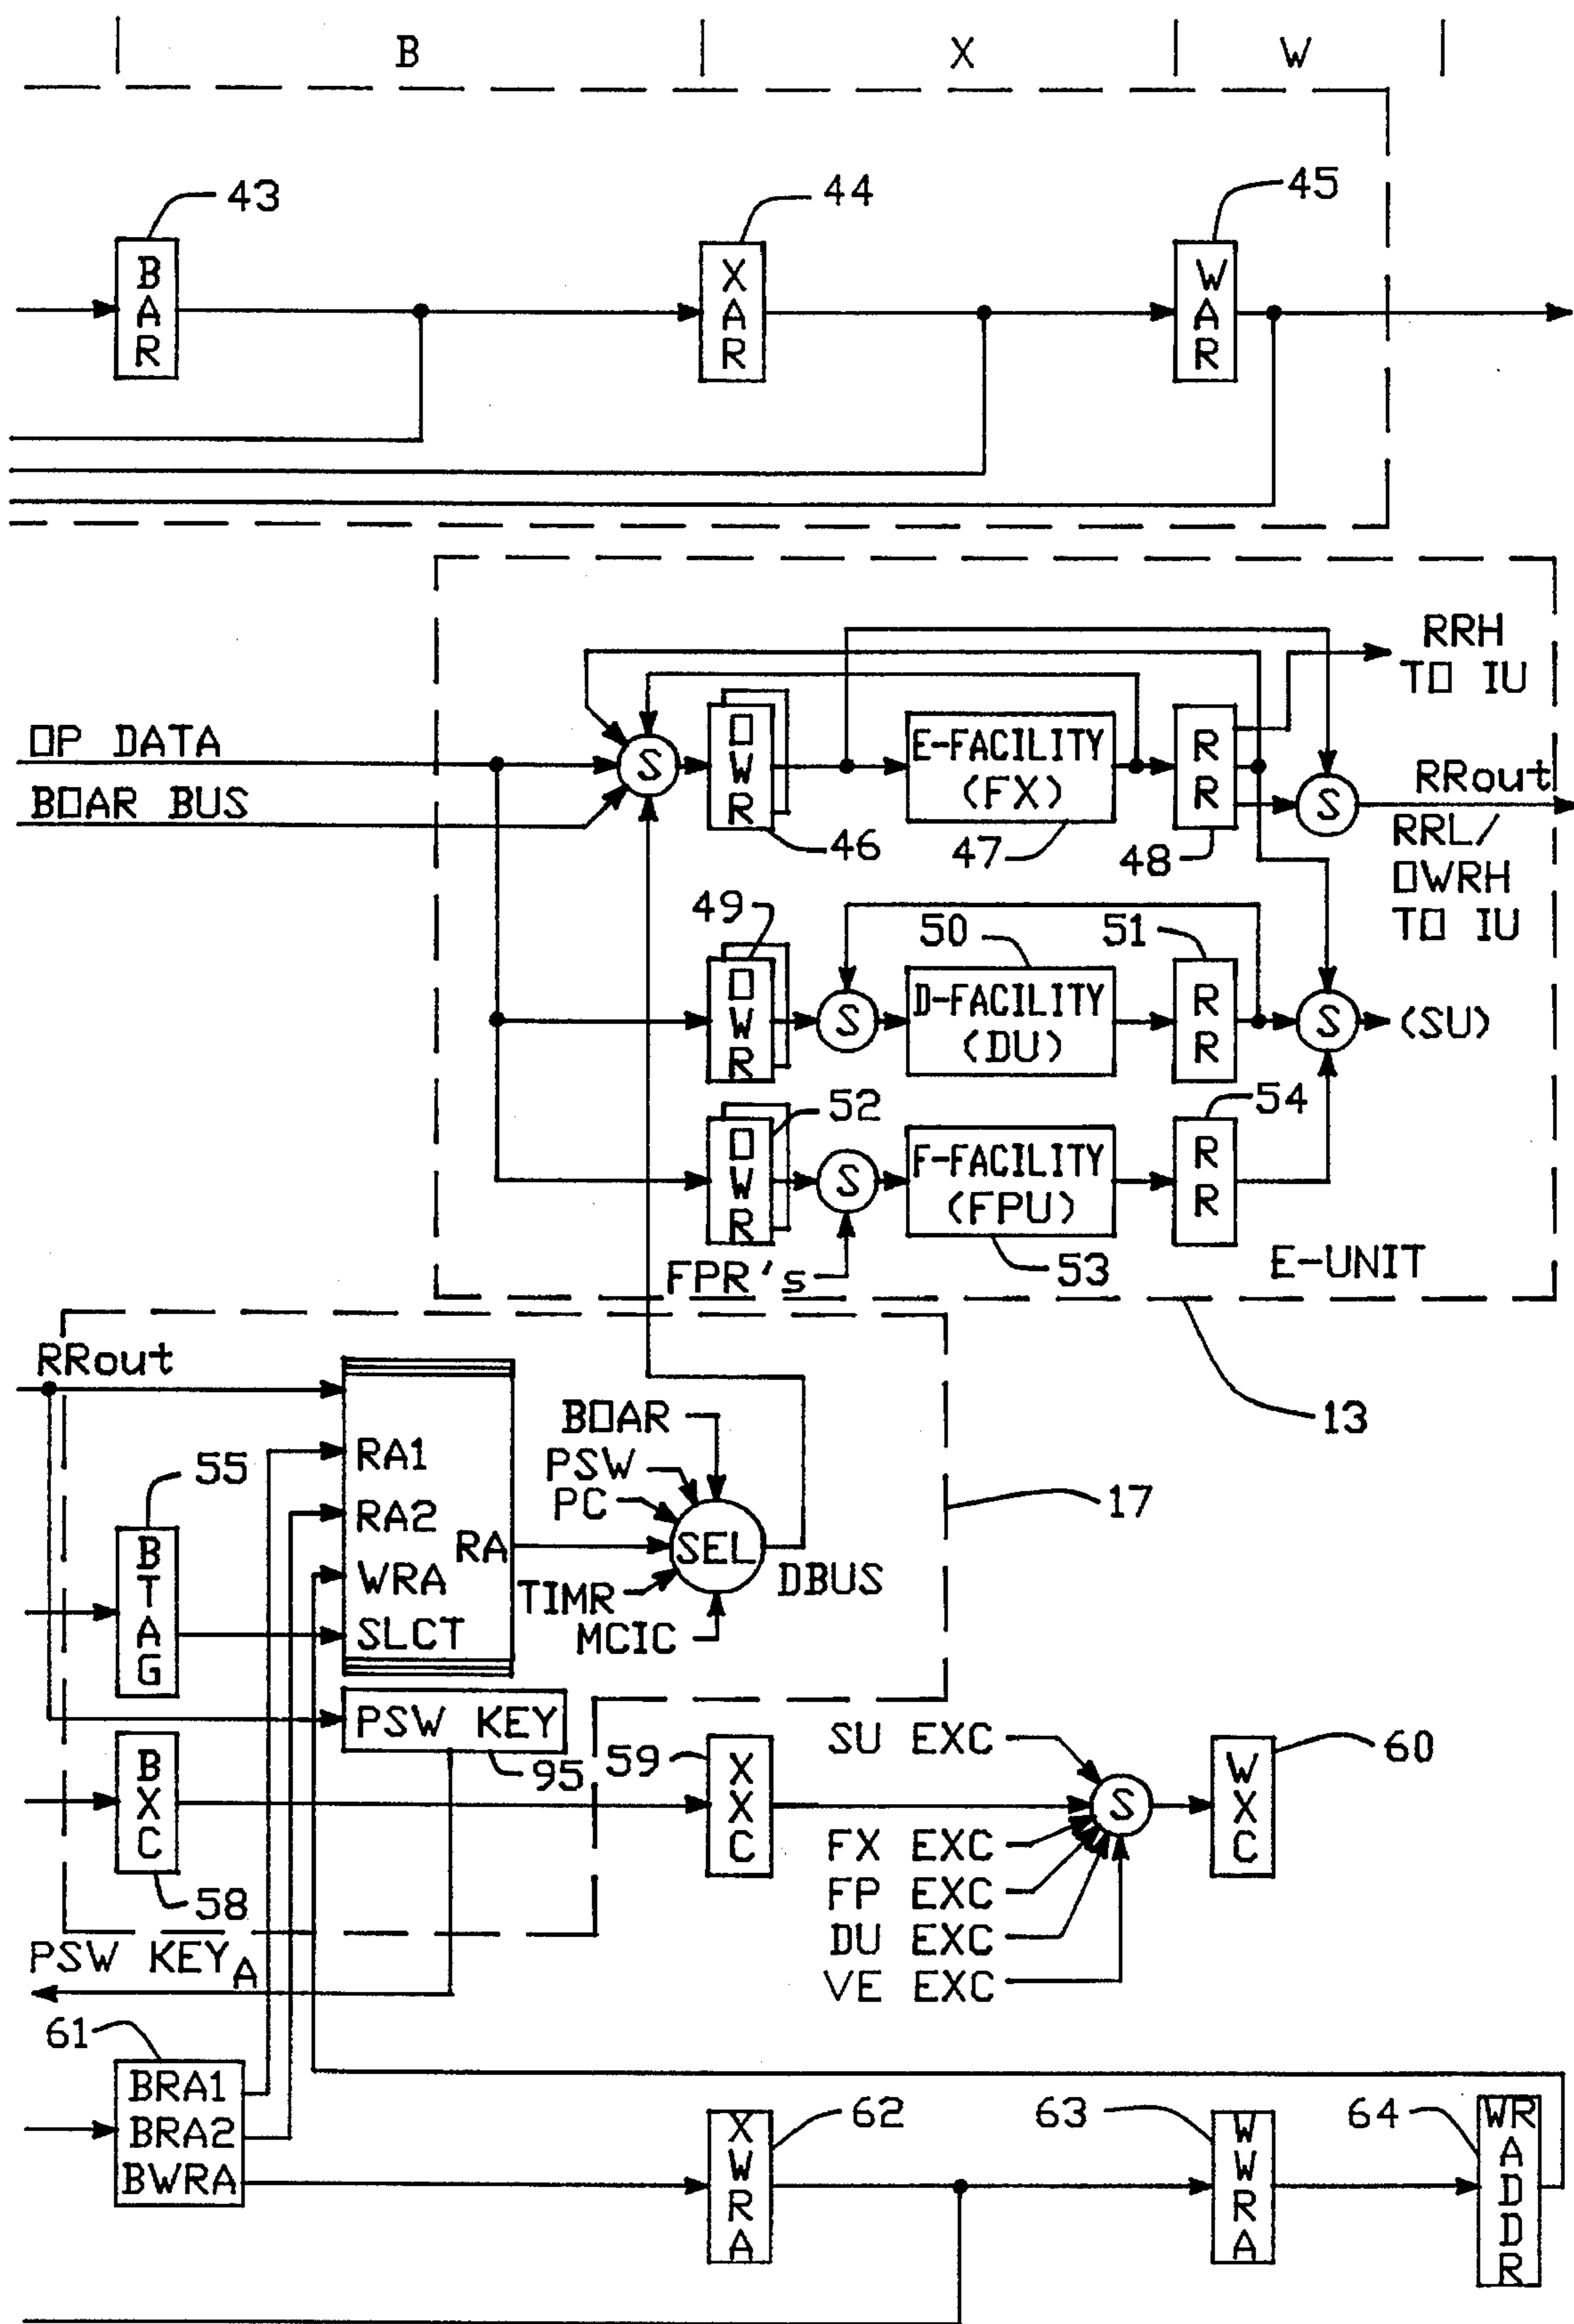 B X W
43 44 45
BAR
XAR
WAR
RRH
TO IU
OP DATA
BOAR BUS
OWR
E-FACILITY
(FX)
RR
S
S
RRout
46 47 48
RRL/
OWRH
TO IU
49 50 51
OWR
S
D-FACILITY
(DU)
RR
S
(SU)
52 54
OWR
S
F-FACILITY
(FPU)
RR
FPR's
53
E-UNIT
13
RRout
BOAR
PSW
PC
RA1
RA2
WRA
SLCT
RA
SEL
DBUS
TIMR
MCIC
17
55
BTAG
PSW KEY
95
BXC
58
59
XXC
SU EXC
S
FX EXC
FP EXC
DU EXC
VE EXC
60
WXC
PSW KEYA
61
BRA1
BRA2
BWRA
62
XWRA
63
WWRA
64
WR
ADDR